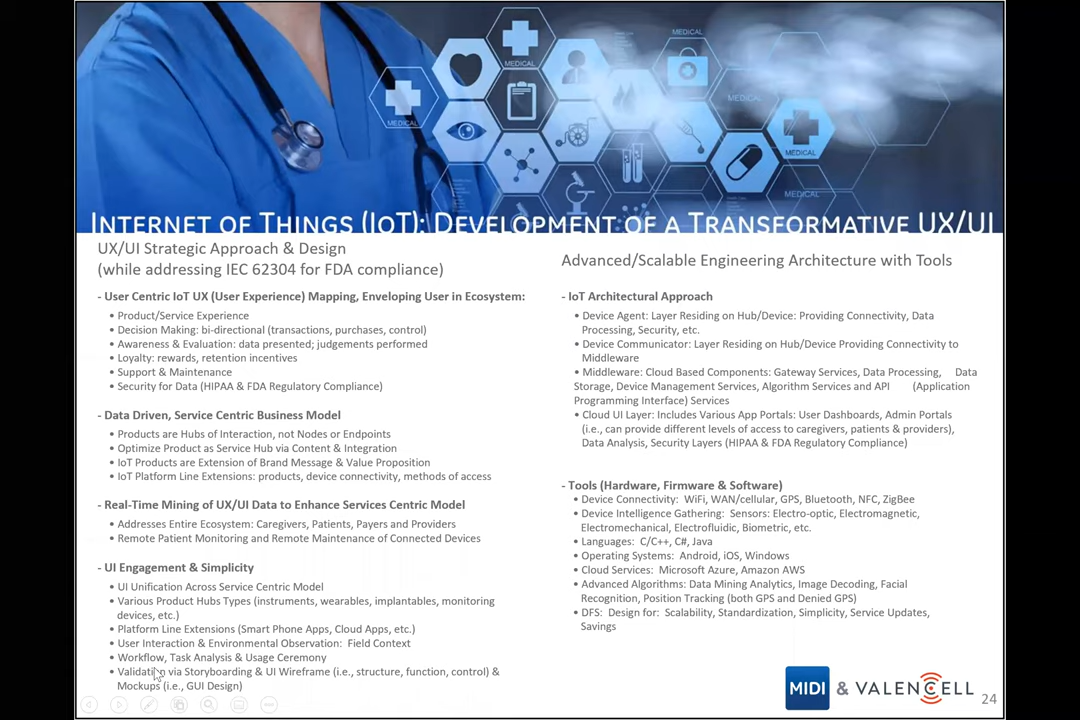 MEDICAL
MEDICAL
MEDICAL
MEDICAL
MEDICAL
MEDICAL
INTERNET OF THINGS (IOT): DEVELOPMENT OF A TRANSFORMATIVE UX/UI
UX/UI Strategic Approach & Design
(while addressing IEC 62304 for FDA compliance)
- User Centric IoT UX (User Experience) Mapping, Enveloping User in Ecosystem:
• Product/Service Experience
• Decision Making: bi-directional (transactions, purchases, control)
• Awareness & Evaluation: data presented; judgements performed
• Loyalty: rewards, retention incentives
• Support & Maintenance
• Security for Data (HIPAA & FDA Regulatory Compliance)
- Data Driven, Service Centric Business Model
• Products are Hubs of Interaction, not Nodes or Endpoints
• Optimize Product as Service Hub via Content & Integration
• IoT Products are Extension of Brand Message & Value Proposition
• IoT Platform Line Extensions: products, device connectivity, methods of access
- Real-Time Mining of UX/UI Data to Enhance Services Centric Model
• Addresses Entire Ecosystem: Caregivers, Patients, Payers and Providers
• Remote Patient Monitoring and Remote Maintenance of Connected Devices
- UI Engagement & Simplicity
• UI Unification Across Service Centric Model
• Various Product Hubs Types (instruments, wearables, implantables, monitoring
devices, etc.)
• Platform Line Extensions (Smart Phone Apps, Cloud Apps, etc.)
• User Interaction & Environmental Observation: Field Context
• Workflow, Task Analysis & Usage Ceremony
• Validation via Storyboarding & UI Wireframe (i.e., structure, function, control) &
Mockups (i.e., GUI Design)
Advanced/Scalable Engineering Architecture with Tools
- IoT Architectural Approach
• Device Agent: Layer Residing on Hub/Device: Providing Connectivity, Data
Processing, Security, etc.
• Device Communicator: Layer Residing on Hub/Device Providing Connectivity to
Middleware
• Middleware: Cloud Based Components: Gateway Services, Data Processing, Data
Storage, Device Management Services, Algorithm Services and API (Application
Programming Interface) Services
• Cloud UI Layer: Includes Various App Portals: User Dashboards, Admin Portals
(i.e., can provide different levels of access to caregivers, patients & providers),
Data Analysis, Security Layers (HIPAA & FDA Regulatory Compliance)
- Tools (Hardware, Firmware & Software)
• Device Connectivity: WiFi, WAN/cellular, GPS, Bluetooth, NFC, ZigBee
• Device Intelligence Gathering: Sensors: Electro-optic, Electromagnetic,
Electromechanical, Electrofluidic, Biometric, etc.
• Languages: C/C++, C#, Java
• Operating Systems: Android, iOS, Windows
• Cloud Services: Microsoft Azure, Amazon AWS
• Advanced Algorithms: Data Mining Analytics, Image Decoding, Facial
Recognition, Position Tracking (both GPS and Denied GPS)
• DFS: Design for: Scalability, Standardization, Simplicity, Service Updates,
Savings
MIDI & VALENCELL
24